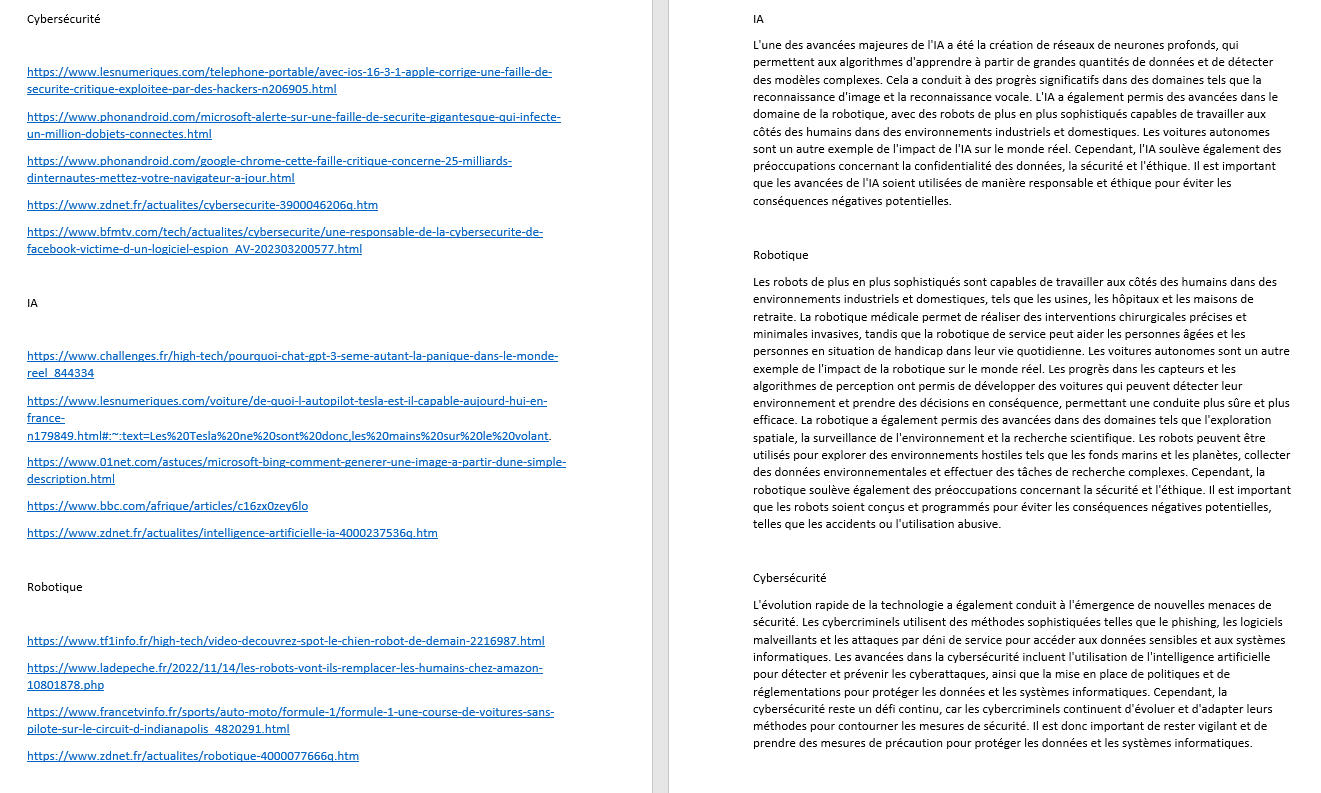 Cybersécurité
https://www.lesnumeriques.com/telephone-portable/avec-ios-16-3-1-apple-corrige-une-faille-de-
securite-critique-exploitee-par-des-hackers-n206905.html
https://www.phonandroid.com/microsoft-alerte-sur-une-faille-de-securite-gigantesque-qui-infecte-
un-million-dobjets-connectes.html
https://www.phonandroid.com/google-chrome-cette-faille-critique-concerne-25-milliards-
dinternautes-mettez-votre-navigateur-a-jour.html
https://www.zdnet.fr/actualites/cybersecurite-3900046206q.htm
https://www.bfmtv.com/tech/actualites/cybersecurite/une-responsable-de-la-cybersecurite-de-
facebook-victime-d-un-logiciel-espion_AV-202303200577.html
IA
https://www.challenges.fr/high-tech/pourquoi-chat-gpt-3-seme-autant-la-panique-dans-le-monde-
reel_844334
https://www.lesnumeriques.com/voiture/de-quoi-l-autopilot-tesla-est-il-capable-aujourd-hui-en-
france-
n179849.html#:~:text=Les%20Tesla%20ne%20sont%20donc,les%20mains%20sur%20le%20volant.
https://www.01net.com/astuces/microsoft-bing-comment-generer-une-image-a-partir-dune-simple-
description.html
https://www.bbc.com/afrique/articles/c16zx0zey6lo
https://www.zdnet.fr/actualites/intelligence-artificielle-ia-4000237536q.htm
Robotique
https://www.tf1info.fr/high-tech/video-decouvrez-spot-le-chien-robot-de-demain-2216987.html
https://www.ladepeche.fr/2022/11/14/les-robots-vont-ils-remplacer-les-humains-chez-amazon-
10801878.php
https://www.francetvinfo.fr/sports/auto-moto/formule-1/formule-1-une-course-de-voitures-sans-
pilote-sur-le-circuit-d-indianapolis_4820291.html
https://www.zdnet.fr/actualites/robotique-4000077666q.htm
IA
L'une des avancées majeures de l'IA a été la création de réseaux de neurones profonds, qui
permettent aux algorithmes d'apprendre à partir de grandes quantités de données et de détecter
des modèles complexes. Cela a conduit à des progrès significatifs dans des domaines tels que la
reconnaissance d'image et la reconnaissance vocale. L'IA a également permis des avancées dans le
domaine de la robotique, avec des robots de plus en plus sophistiqués capables de travailler aux
côtés des humains dans des environnements industriels et domestiques. Les voitures autonomes
sont un autre exemple de l'impact de l'IA sur le monde réel. Cependant, l'IA soulève également des
préoccupations concernant la confidentialité des données, la sécurité et l'éthique. Il est important
que les avancées de l'IA soient utilisées de manière responsable et éthique pour éviter les
conséquences négatives potentielles.
Robotique
Les robots de plus en plus sophistiqués sont capables de travailler aux côtés des humains dans des
environnements industriels et domestiques, tels que les usines, les hôpitaux et les maisons de
retraite. La robotique médicale permet de réaliser des interventions chirurgicales précises et
minimales invasives, tandis que la robotique de service peut aider les personnes âgées et les
personnes en situation de handicap dans leur vie quotidienne. Les voitures autonomes sont un autre
exemple de l'impact de la robotique sur le monde réel. Les progrès dans les capteurs et les
algorithmes de perception ont permis de développer des voitures qui peuvent détecter leur
environnement et prendre des décisions en conséquence, permettant une conduite plus sûre et plus
efficace. La robotique a également permis des avancées dans des domaines tels que l'exploration
spatiale, la surveillance de l'environnement et la recherche scientifique. Les robots peuvent être
utilisés pour explorer des environnements hostiles tels que les fonds marins et les planètes, collecter
des données environnementales et effectuer des tâches de recherche complexes. Cependant, la
robotique soulève également des préoccupations concernant la sécurité et l'éthique. Il est important
que les robots soient conçus et programmés pour éviter les conséquences négatives potentielles,
telles que les accidents ou l'utilisation abusive.
Cybersécurité
L'évolution rapide de la technologie a également conduit à l'émergence de nouvelles menaces de
sécurité. Les cybercriminels utilisent des méthodes sophistiquées telles que le phishing, les logiciels
malveillants et les attaques par déni de service pour accéder aux données sensibles et aux systèmes
informatiques. Les avancées dans la cybersécurité incluent l'utilisation de l'intelligence artificielle
pour détecter et prévenir les cyberattaques, ainsi que la mise en place de politiques et de
réglementations pour protéger les données et les systèmes informatiques. Cependant, la
cybersécurité reste un défi continu, car les cybercriminels continuent d'évoluer et d'adapter leurs
méthodes pour contourner les mesures de sécurité. Il est donc important de rester vigilant et de
prendre des mesures de précaution pour protéger les données et les systèmes informatiques.